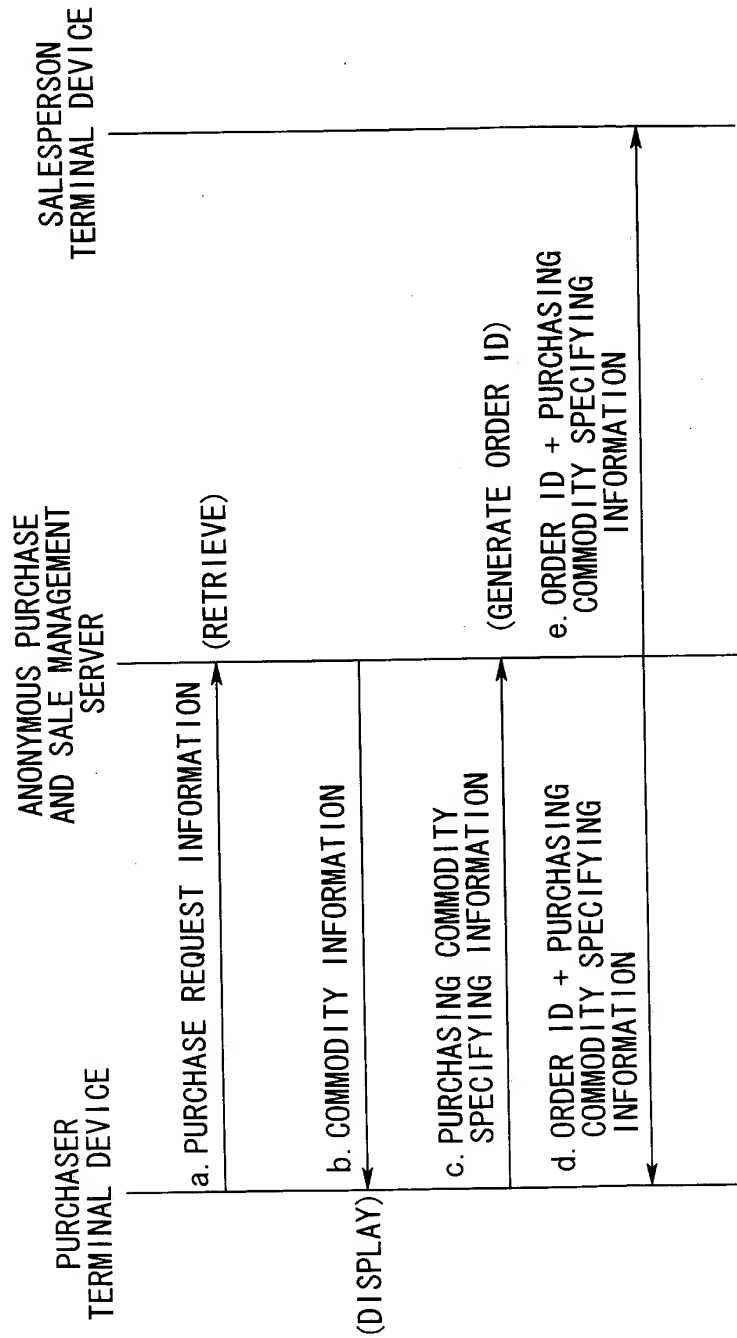 PURCHASER
TERMINAL DEVICE
ANONYMOUS PURCHASE
AND SALE MANAGEMENT
SERVER
SALESPERSON
TERMINAL DEVICE
a. PURCHASE REQUEST INFORMATION
(RETRIEVE)
b. COMMODITY INFORMATION
(DISPLAY)
c. PURCHASING COMMODITY
SPECIFYING INFORMATION
(GENERATE ORDER ID)
d. ORDER ID + PURCHASING
COMMODITY SPECIFYING
INFORMATION
e. ORDER ID + PURCHASING
COMMODITY SPECIFYING
INFORMATION